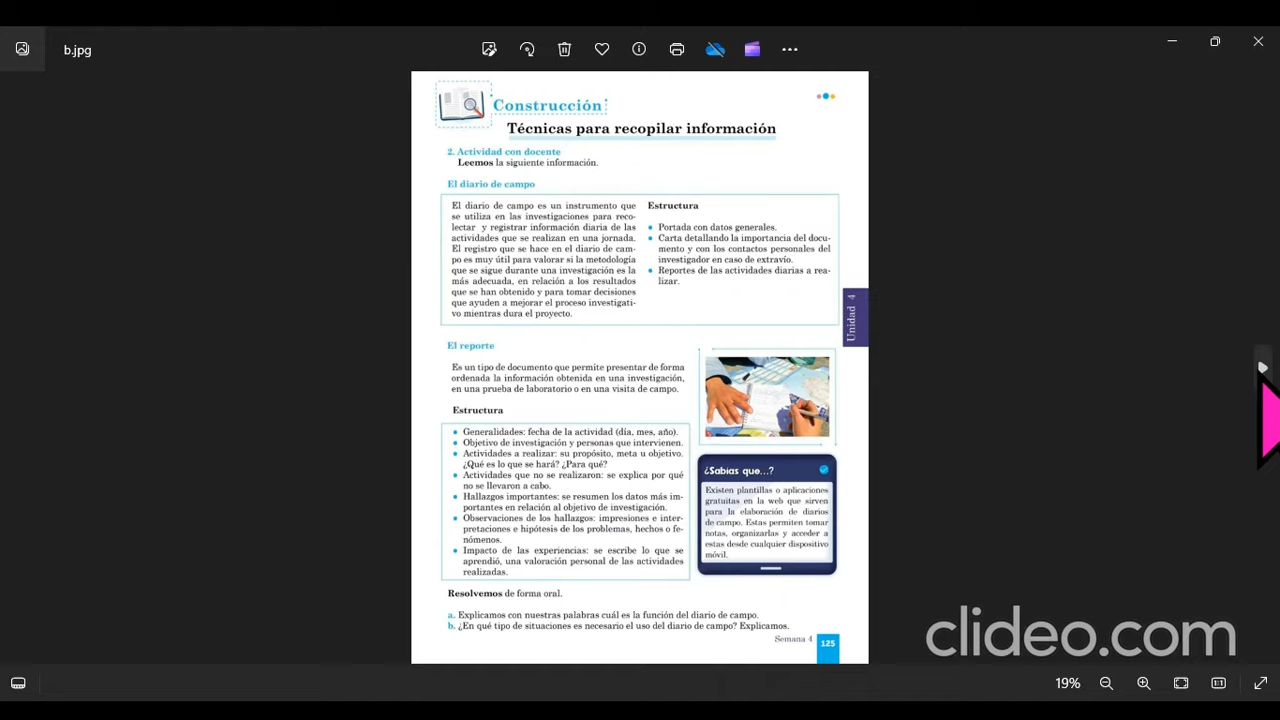 b.jpg
Construcción
Técnicas para recopilar información
2. Actividad con docente
Leemos la siguiente información.
El diario de campo
El diario de campo es un instrumento que
se utiliza en las investigaciones para reco-
lectar y registrar información diaria de las
actividades que se realizan en una jornada.
El registro que se hace en el diario de cam-
po es muy útil para valorar si la metodología
que se sigue durante una investigación es la
más adecuada, en relación a los resultados
que se han obtenido y para tomar decisiones
que ayuden a mejorar el proceso investigati-
vo mientras dura el proyecto.
Estructura
Portada con datos generales.
Carta detallando la importancia del docu-
mento y con los contactos personales del
investigador en caso de extravío.
Reportes de las actividades diarias a rea-
lizar.
Unidad 4
El reporte
Es un tipo de documento que permite presentar de forma
ordenada la información obtenida en una investigación,
en una prueba de laboratorio o en una visita de campo.
Estructura
Generalidades: fecha de la actividad (día, mes, año).
Objetivo de investigación y personas que intervienen.
Actividades a realizar: su propósito, meta u objetivo.
¿Qué es lo que se hará? ¿Para qué?
Actividades que no se realizaron: se explica por qué
no se llevaron a cabo.
Hallazgos importantes: se resumen los datos más im-
portantes en relación al objetivo de investigación.
Observaciones de los hallazgos: impresiones e inter-
pretaciones e hipótesis de los problemas, hechos o fe-
nómenos.
Impacto de las experiencias: se escribe lo que se
aprendió, una valoración personal de las actividades
realizadas.
¿Sabías que...?
Existen plantillas o aplicaciones
gratuitas en la web que sirven
para la elaboración de diarios
de campo. Estas permiten tomar
notas, organizarlas y acceder a
estas desde cualquier dispositivo
móvil.
Resolvemos de forma oral.
a. Explicamos con nuestras palabras cuál es la función del diario de campo.
b. ¿En qué tipo de situaciones es necesario el uso del diario de campo? Explicamos.
Semana 4
125
clideo.com
19%